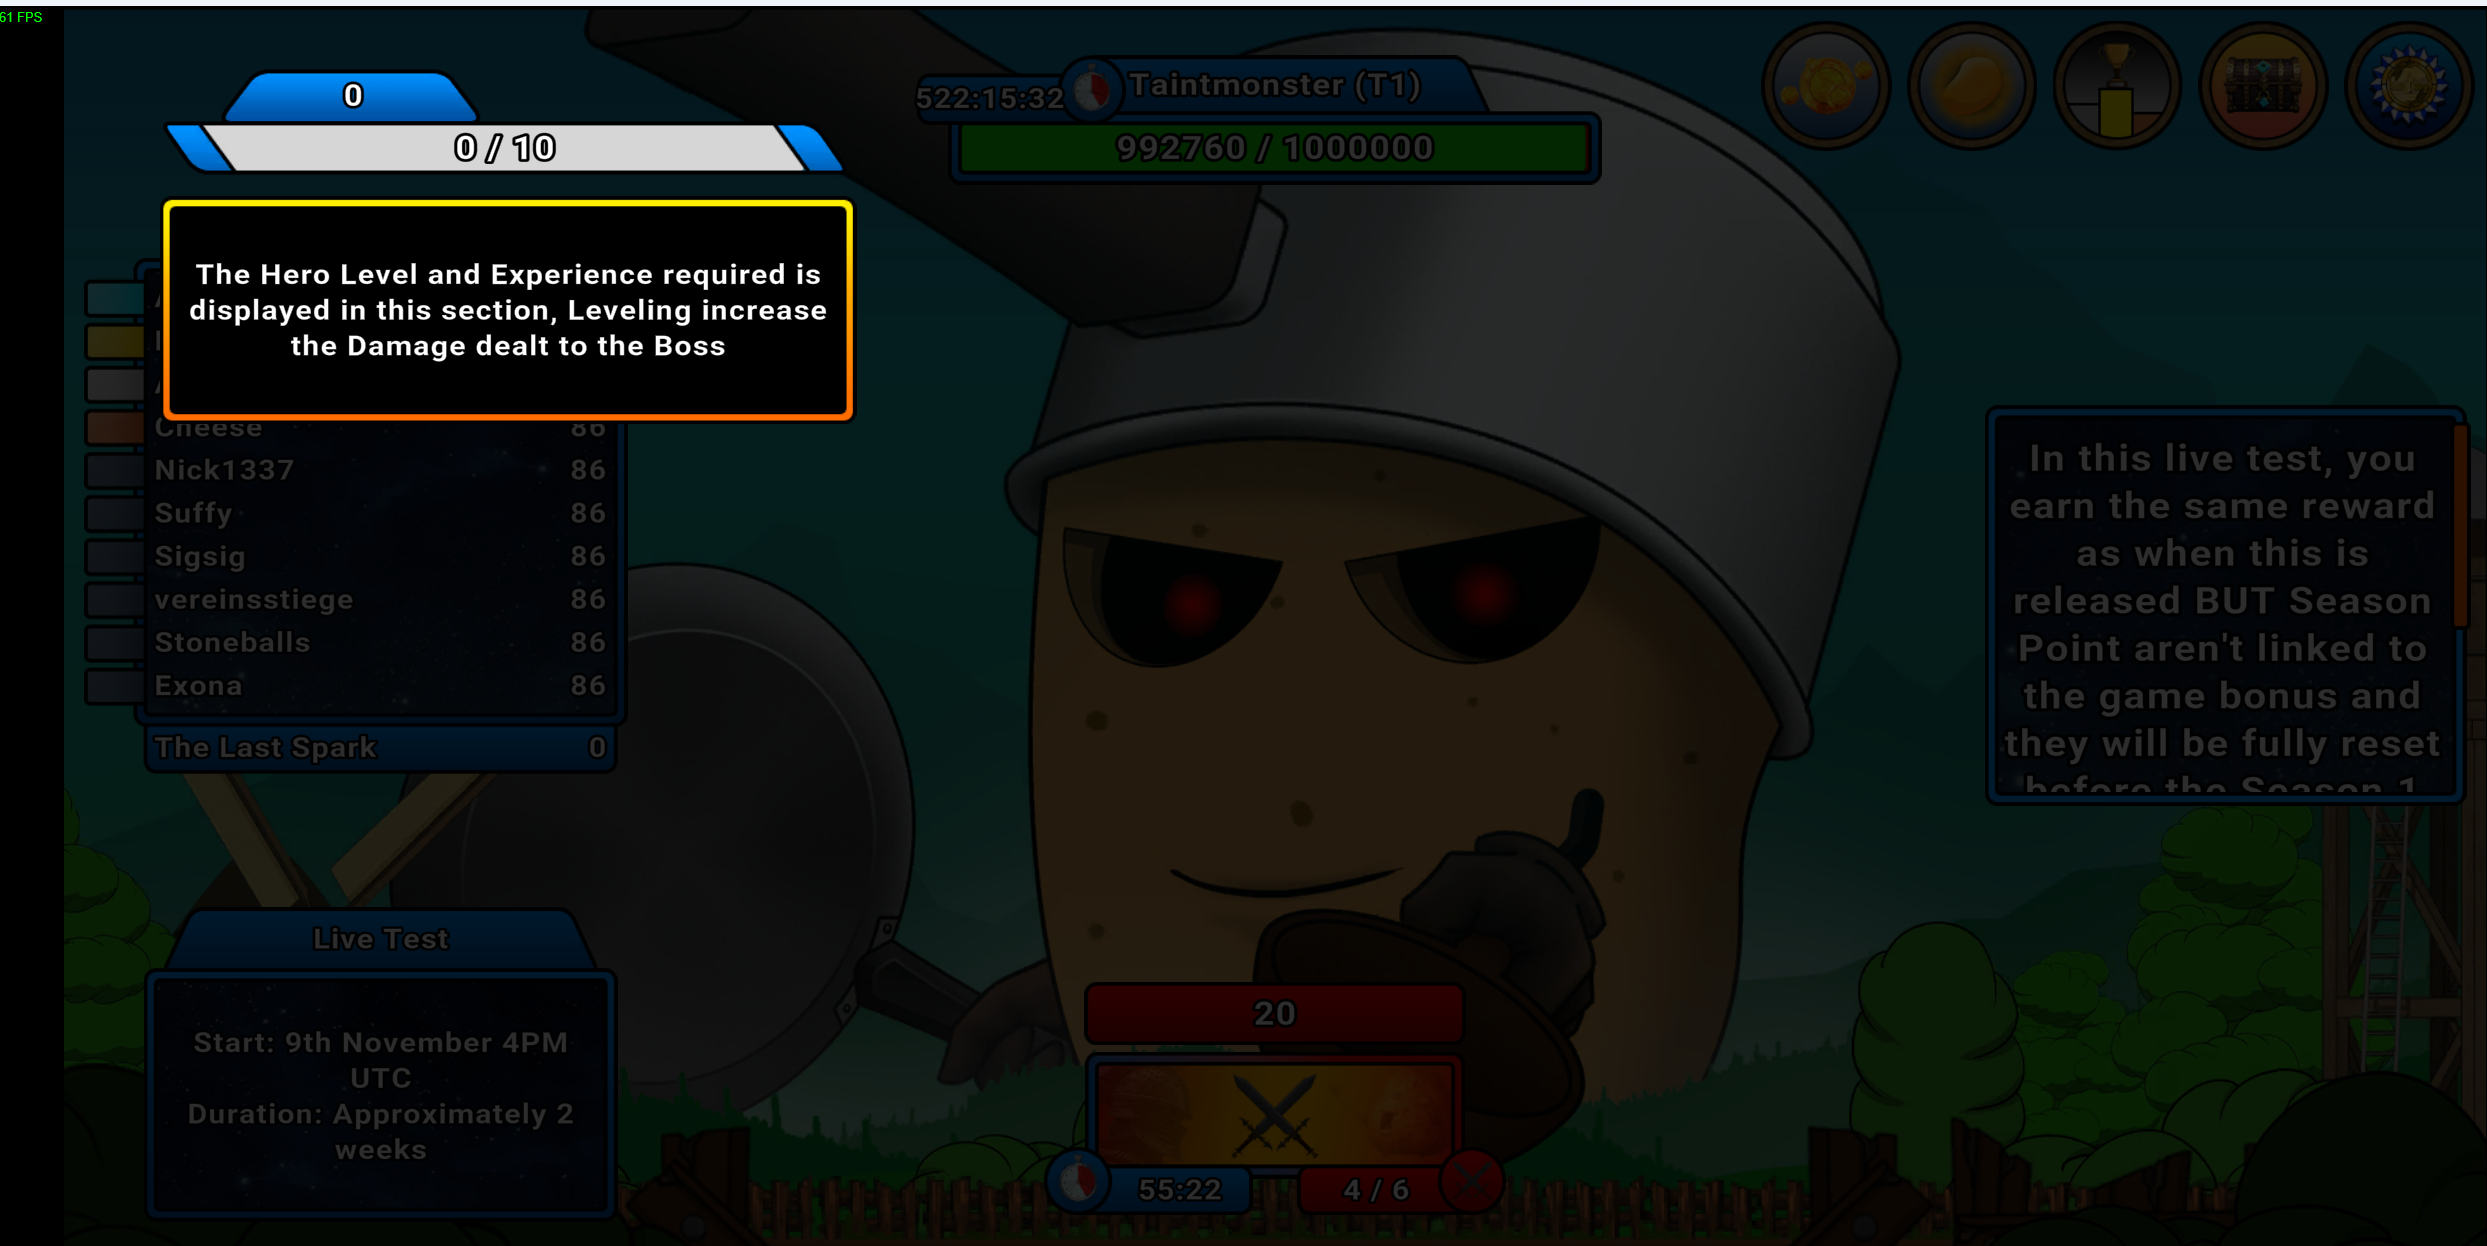 61 FPS
0
0 / 10
The Hero Level and Experience required is
displayed in this section, Leveling increase
the Damage dealt to the Boss
522:15:32
Taintmonster (T1)
992760 / 1000000
Cheese 86
Nick1337 86
Suffy 86
Sigsig 86
vereinsstiege 86
Stoneballs 86
Exona 86
The Last Spark 0
Live Test
Start: 9th November 4PM
UTC
Duration: Approximately 2
weeks
20
55:22
4 / 6
In this live test, you
earn the same reward
as when this is
released BUT Season
Point aren't linked to
the game bonus and
they will be fully reset
before the Season 1